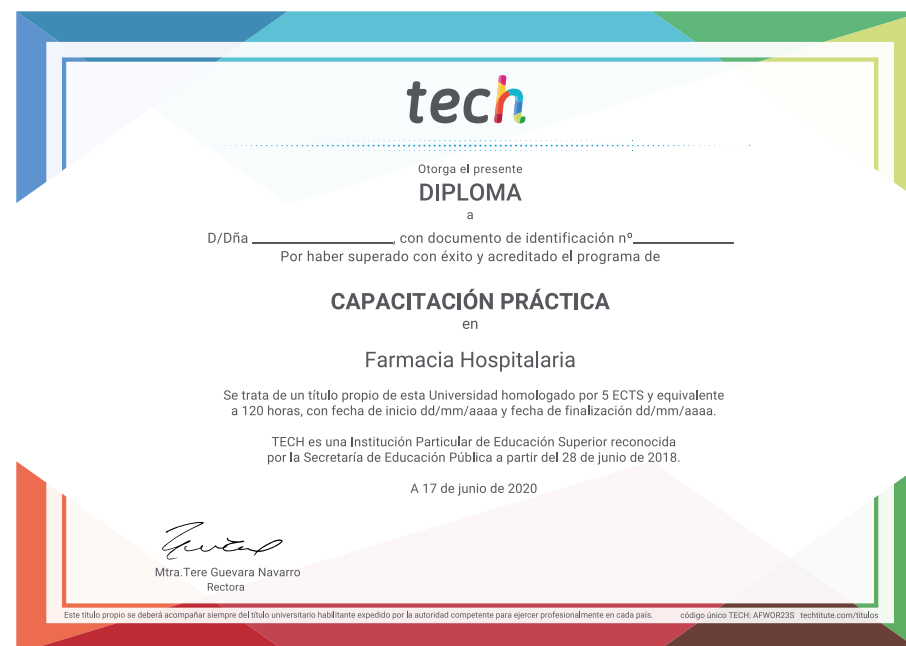 tech
Otorga el presente
DIPLOMA
a
D/Dña ____________________, con documento de identificación nº______________
Por haber superado con éxito y acreditado el programa de
CAPACITACIÓN PRÁCTICA
en
Farmacia Hospitalaria
Se trata de un título propio de esta Universidad homologado por 5 ECTS y equivalente
a 120 horas, con fecha de inicio dd/mm/aaaa y fecha de finalización dd/mm/aaaa.
TECH es una Institución Particular de Educación Superior reconocida
por la Secretaría de Educación Pública a partir del 28 de junio de 2018.
A 17 de junio de 2020
Mtra.Tere Guevara Navarro
Rectora
Este título propio se deberá acompañar siempre del título universitario habilitante expedido por la autoridad competente para ejercer profesionalmente en cada país. código único TECH: AFWOR23S techtitute.com/titulos